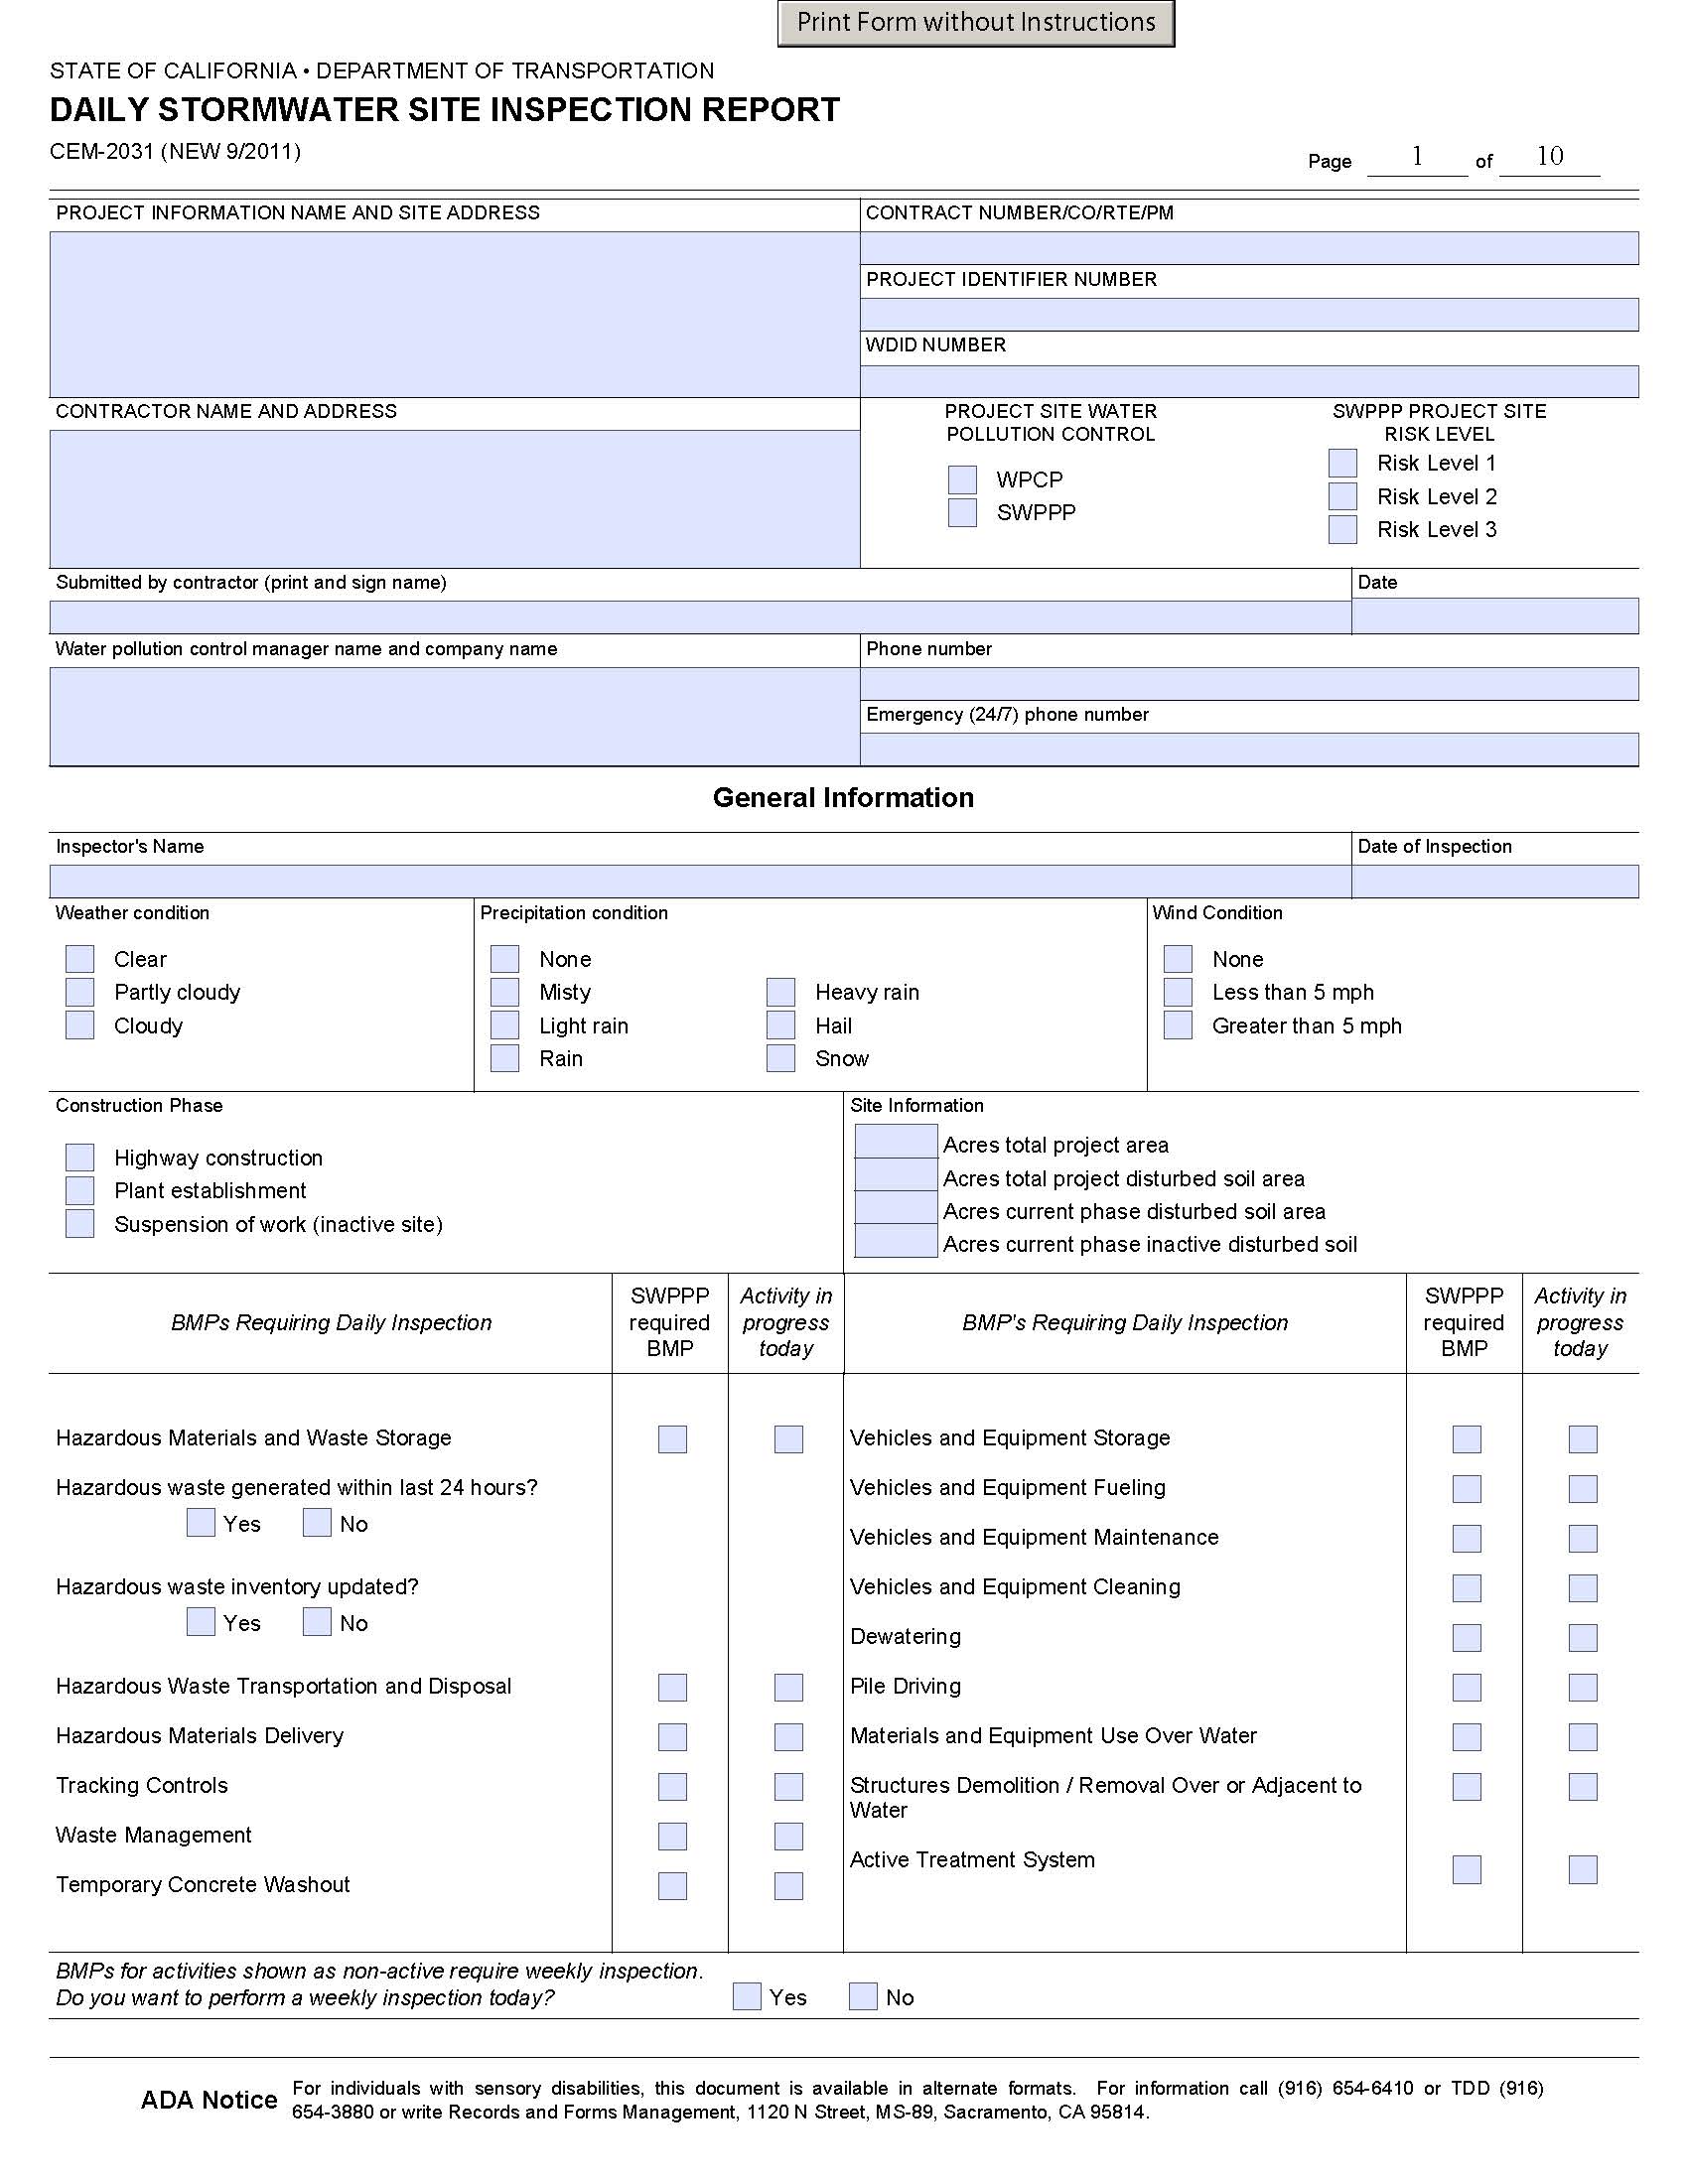 Print Form without Instructions
STATE OF CALIFORNIA • DEPARTMENT OF TRANSPORTATION
DAILY STORMWATER SITE INSPECTION REPORT
CEM-2031 (NEW 9/2011)
Page 1 of 10
PROJECT INFORMATION NAME AND SITE ADDRESS
CONTRACT NUMBER/CO/RTE/PM
PROJECT IDENTIFIER NUMBER
WDID NUMBER
CONTRACTOR NAME AND ADDRESS
PROJECT SITE WATER
POLLUTION CONTROL
WPCP
SWPPP
SWPPP PROJECT SITE
RISK LEVEL
Risk Level 1
Risk Level 2
Risk Level 3
Submitted by contractor (print and sign name)
Date
Water pollution control manager name and company name
Phone number
Emergency (24/7) phone number
General Information
Inspector's Name
Date of Inspection
Weather condition
Clear
Partly cloudy
Cloudy
Precipitation condition
None
Misty
Light rain
Rain
Heavy rain
Hail
Snow
Wind Condition
None
Less than 5 mph
Greater than 5 mph
Construction Phase
Highway construction
Plant establishment
Suspension of work (inactive site)
Site Information
Acres total project area
Acres total project disturbed soil area
Acres current phase disturbed soil area
Acres current phase inactive disturbed soil
BMPs Requiring Daily Inspection
SWPPP
required
BMP
Activity in
progress
today
BMP's Requiring Daily Inspection
SWPPP
required
BMP
Activity in
progress
today
Hazardous Materials and Waste Storage
Hazardous waste generated within last 24 hours?
Yes No
Hazardous waste inventory updated?
Yes No
Hazardous Waste Transportation and Disposal
Hazardous Materials Delivery
Tracking Controls
Waste Management
Temporary Concrete Washout
Vehicles and Equipment Storage
Vehicles and Equipment Fueling
Vehicles and Equipment Maintenance
Vehicles and Equipment Cleaning
Dewatering
Pile Driving
Materials and Equipment Use Over Water
Structures Demolition / Removal Over or Adjacent to
Water
Active Treatment System
BMPs for activities shown as non-active require weekly inspection.
Do you want to perform a weekly inspection today? Yes No
ADA Notice
For individuals with sensory disabilities, this document is available in alternate formats. For information call (916) 654-6410 or TDD (916)
654-3880 or write Records and Forms Management, 1120 N Street, MS-89, Sacramento, CA 95814.